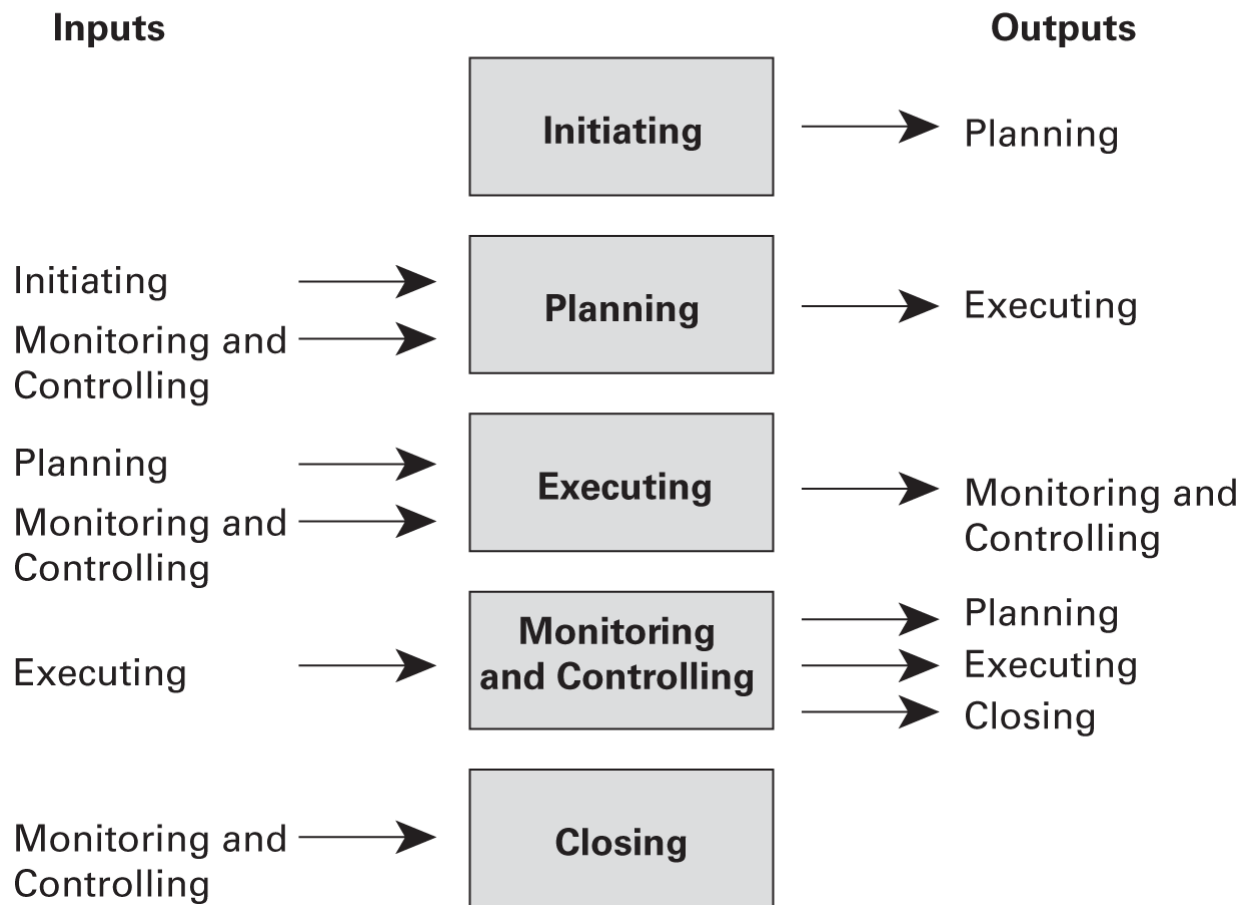 Inputs
Outputs
Initiating
Planning
Initiating
Monitoring and
Controlling
Planning
Executing
Planning
Monitoring and
Controlling
Executing
Monitoring and
Controlling
Executing
Monitoring
and Controlling
Planning
Executing
Closing
Monitoring and
Controlling
Closing